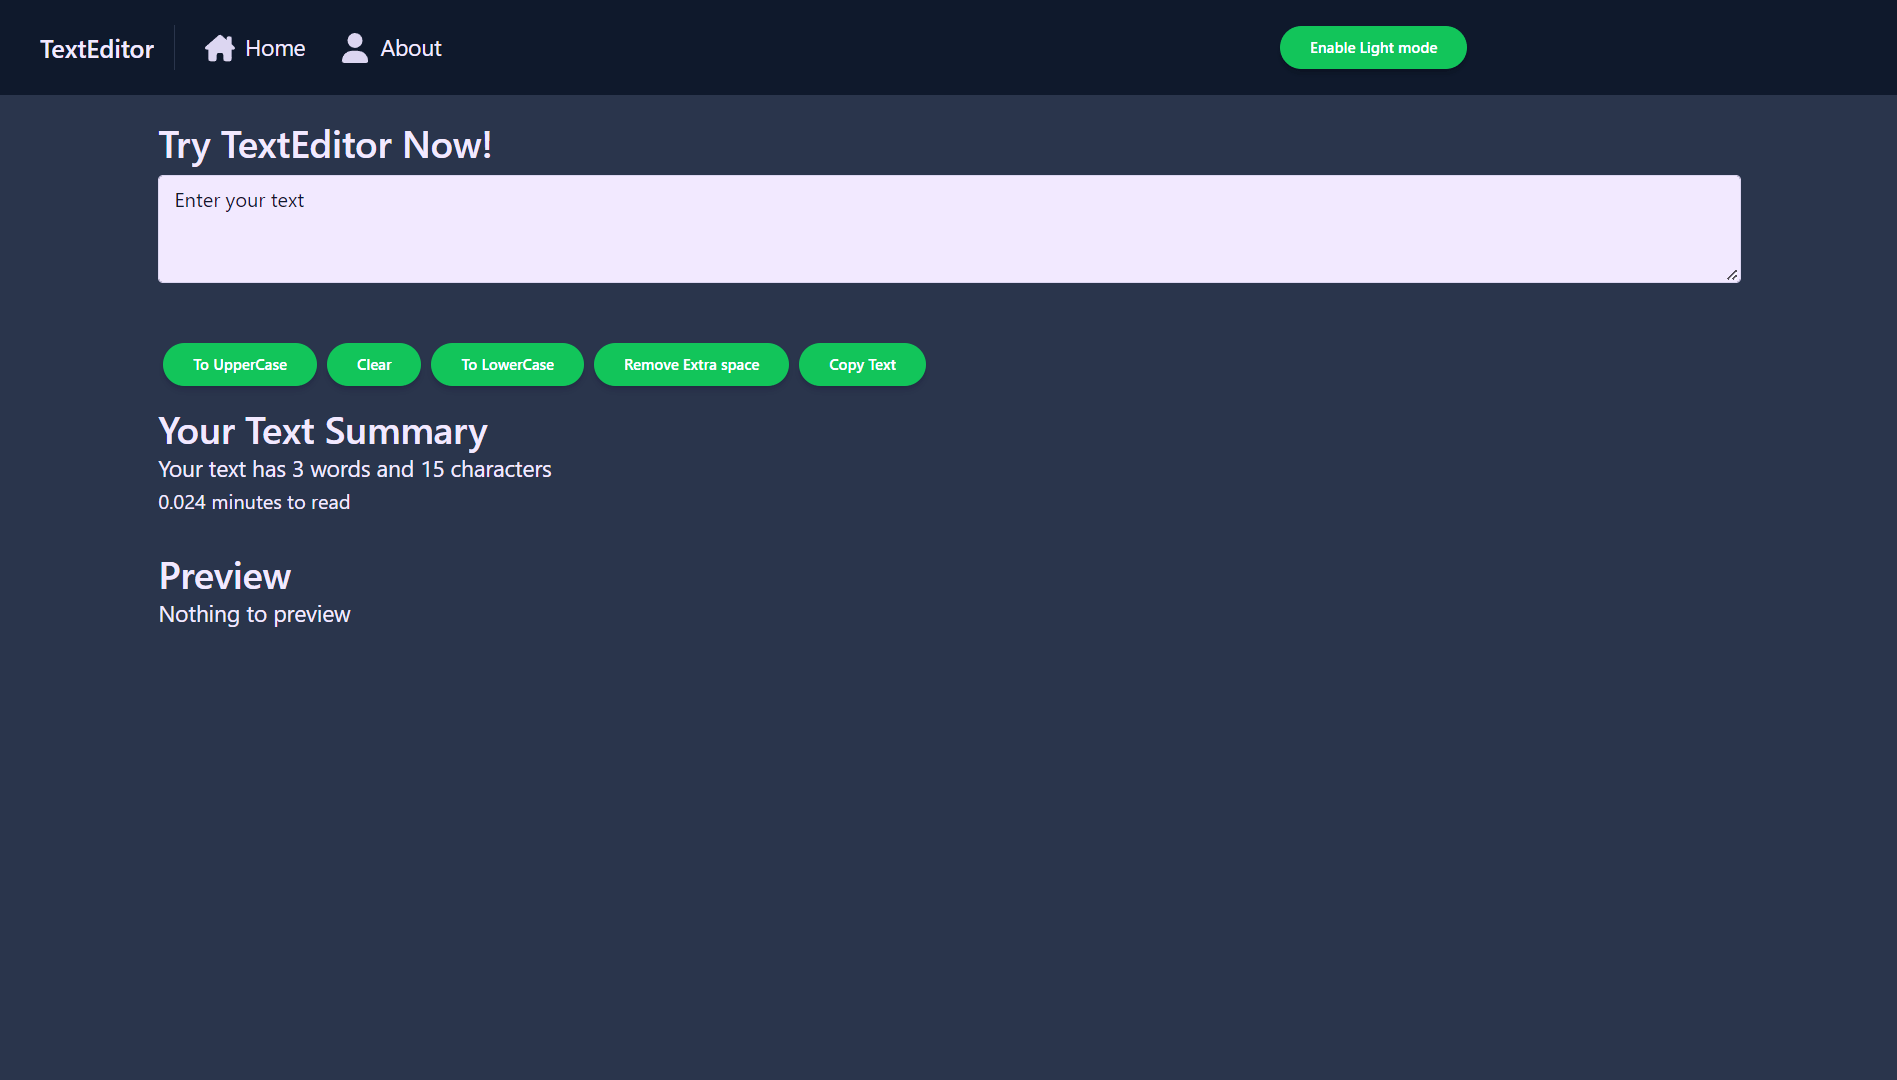 TextEditor Home About Enable Light mode
Try TextEditor Now!
Enter your text
To UpperCase Clear To LowerCase Remove Extra space Copy Text
Your Text Summary
Your text has 3 words and 15 characters
0.024 minutes to read
Preview
Nothing to preview